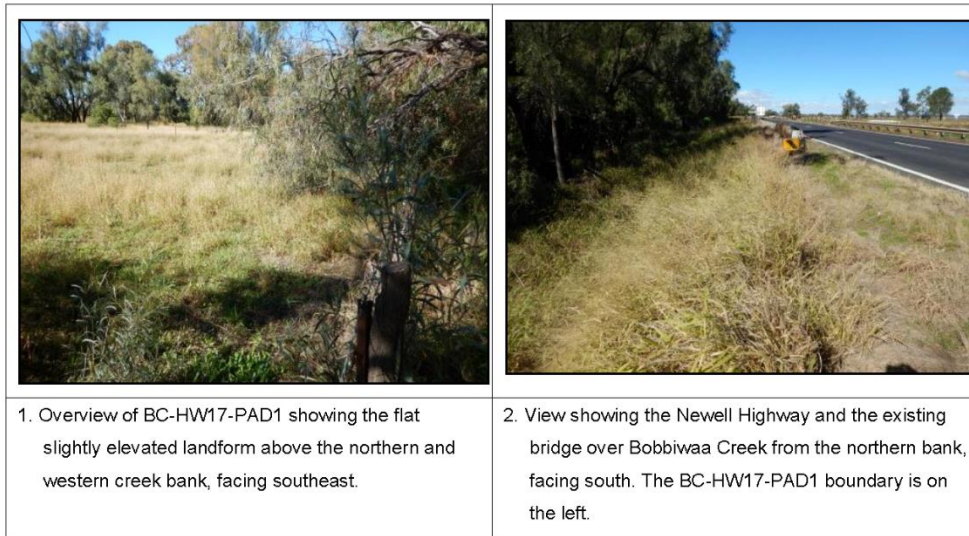 1. Overview of BC-HW17-PAD1 showing the flat
slightly elevated landform above the northern and
western creek bank, facing southeast.
2. View showing the Newell Highway and the existing
bridge over Bobbiwaa Creek from the northern bank,
facing south. The BC-HW17-PAD1 boundary is on
the left.